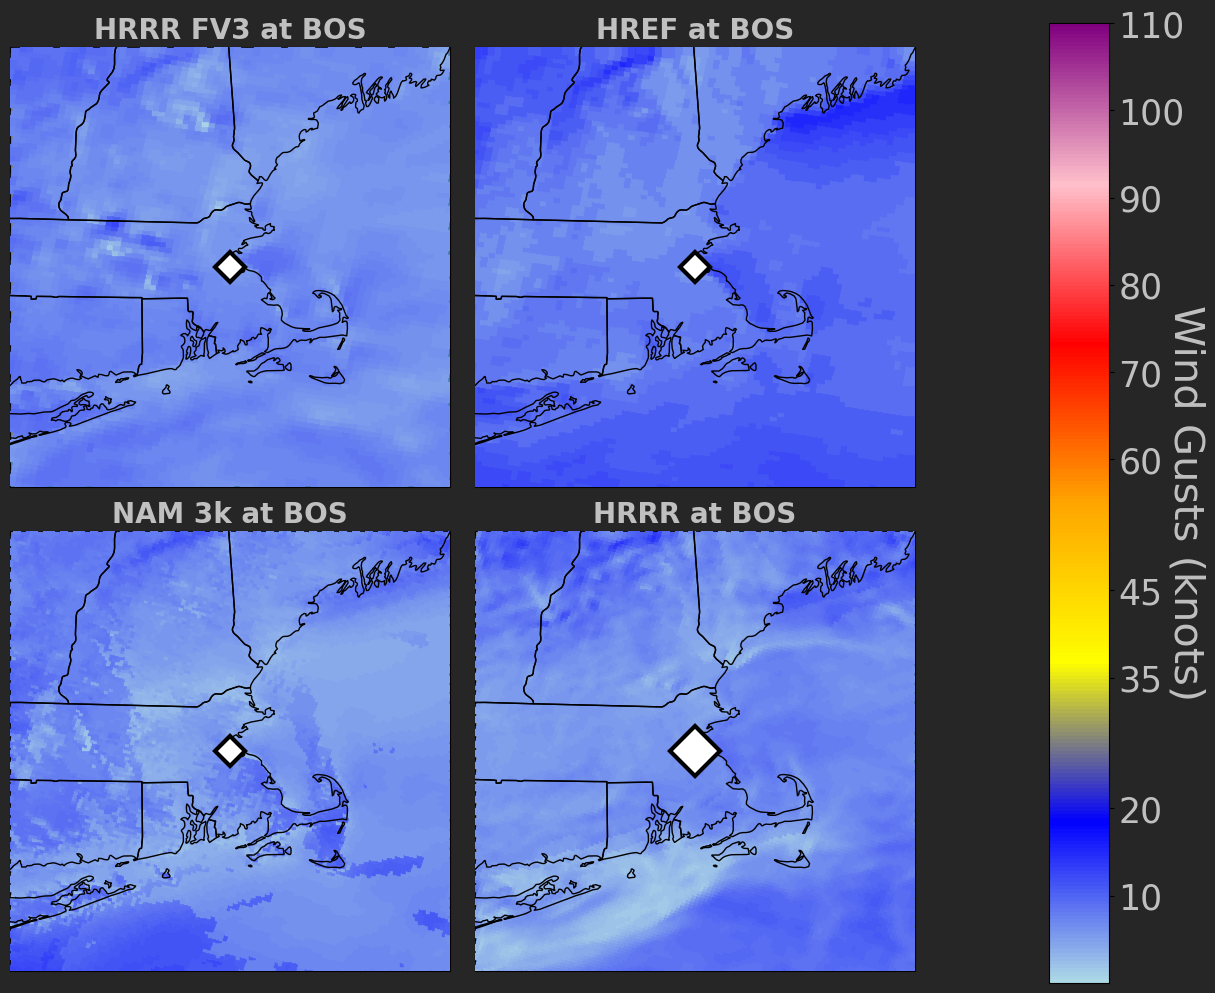 HRRR FV3 at BOS
HREF at BOS
NAM 3k at BOS
HRRR at BOS
110
100
90
80
70
60
45
35
20
10
Wind Gusts (knots)